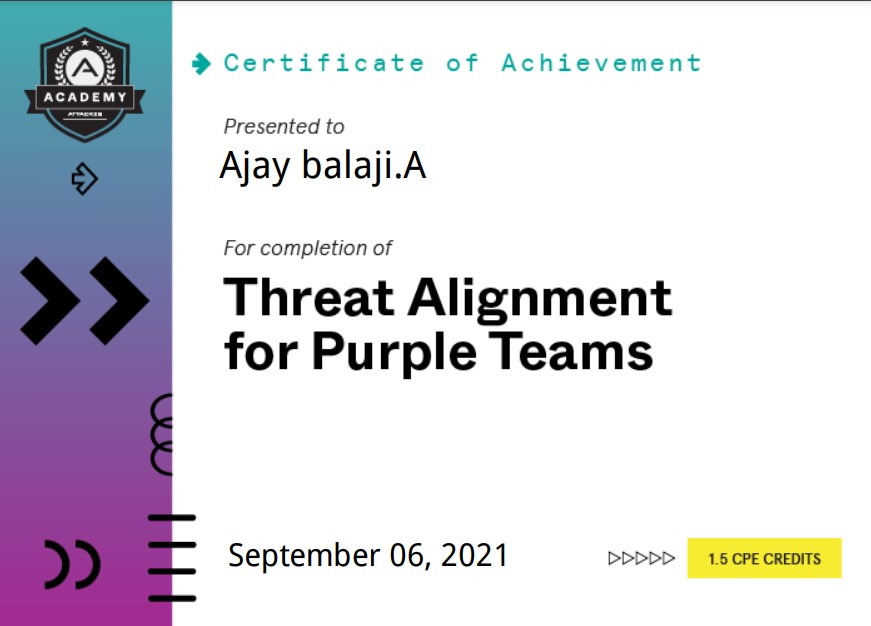 ACADEMY
ATTACKIQ
Certificate of Achievement
Presented to
Ajay balaji.A
For completion of
Threat Alignment
for Purple Teams
September 06, 2021
1.5 CPE CREDITS